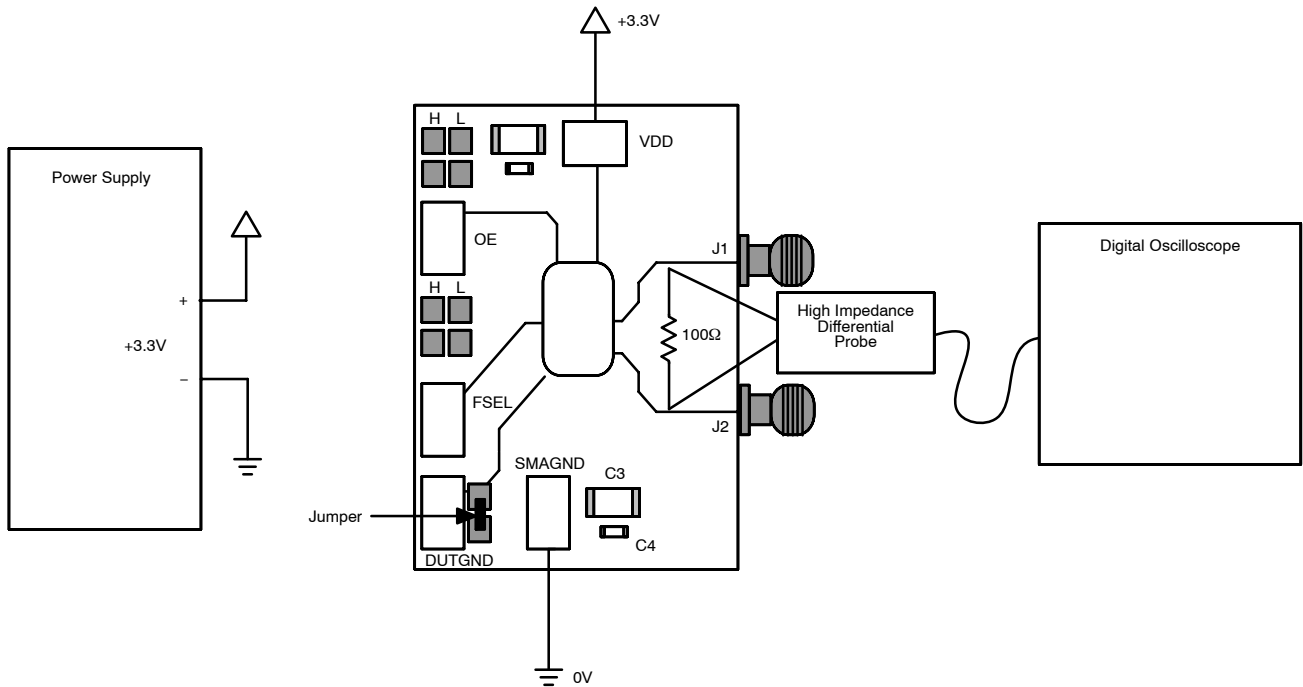 +3.3V
H L
VDD
Power Supply
OE
J1
Digital Oscilloscope
H L
+
High Impedance
Differential
Probe
100Ω
+3.3V
–
FSEL
J2
SMAGND
C3
Jumper
C4
DUTGND
0V